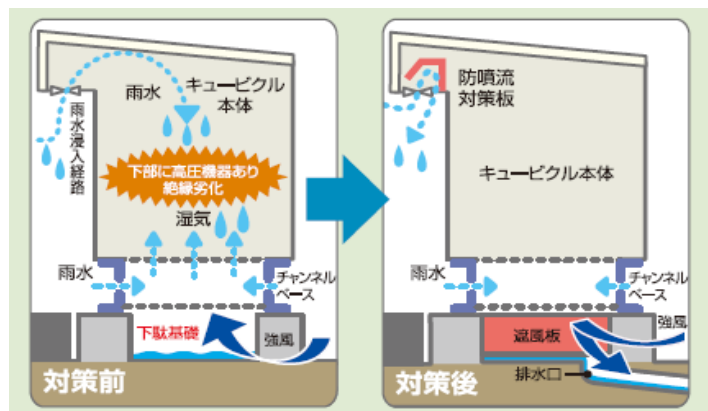 雨水
キュービクル
本体
雨水浸入経路
下部に高圧機器あり
絶縁劣化
湿気
雨水
チャンネル
ベース
下駄基礎
強風
対策前
防噴流
対策板
キュービクル本体
雨水
チャンネル
ベース
強風
遮風板
排水口
対策後